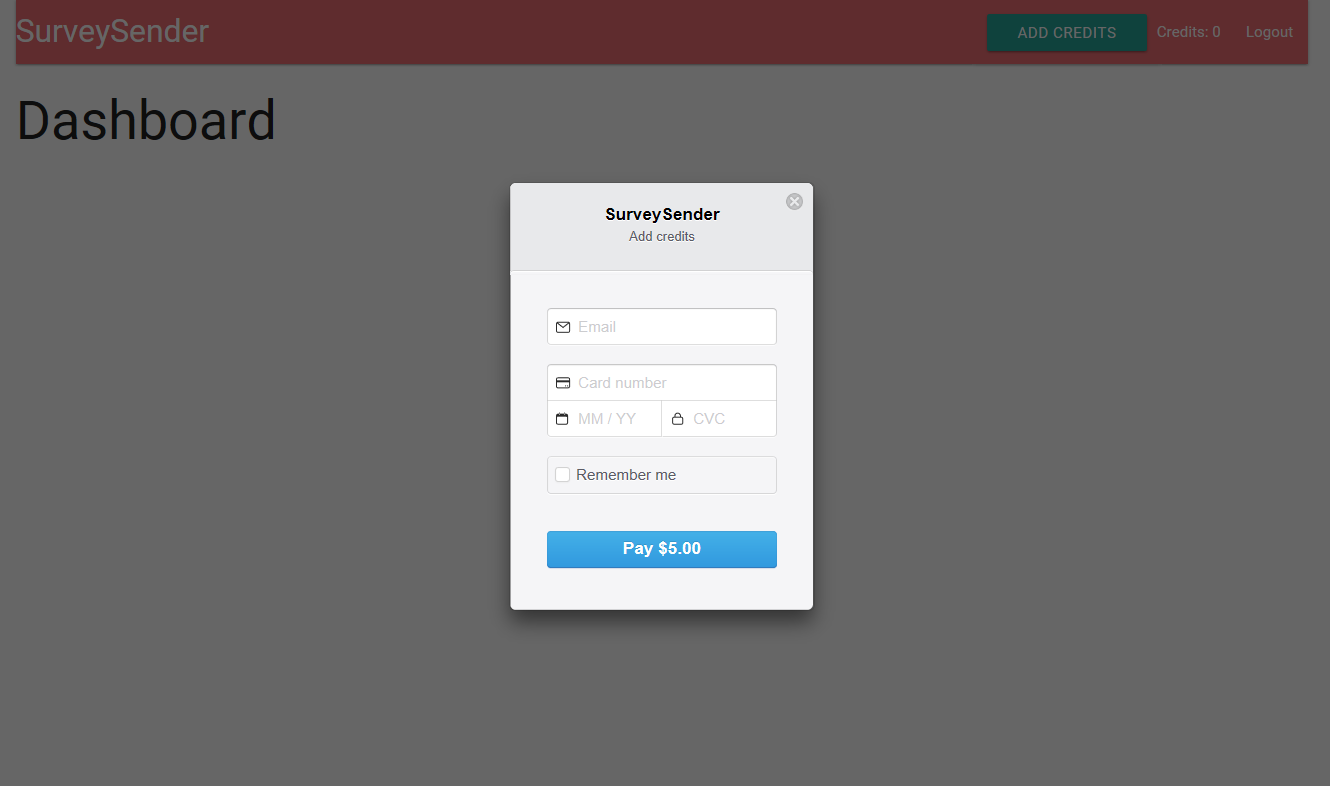 SurveySender
ADD CREDITS Credits: 0 Logout
Dashboard
SurveySender
Add credits
Email
Card number
MM / YY CVC
Remember me
Pay $5.00